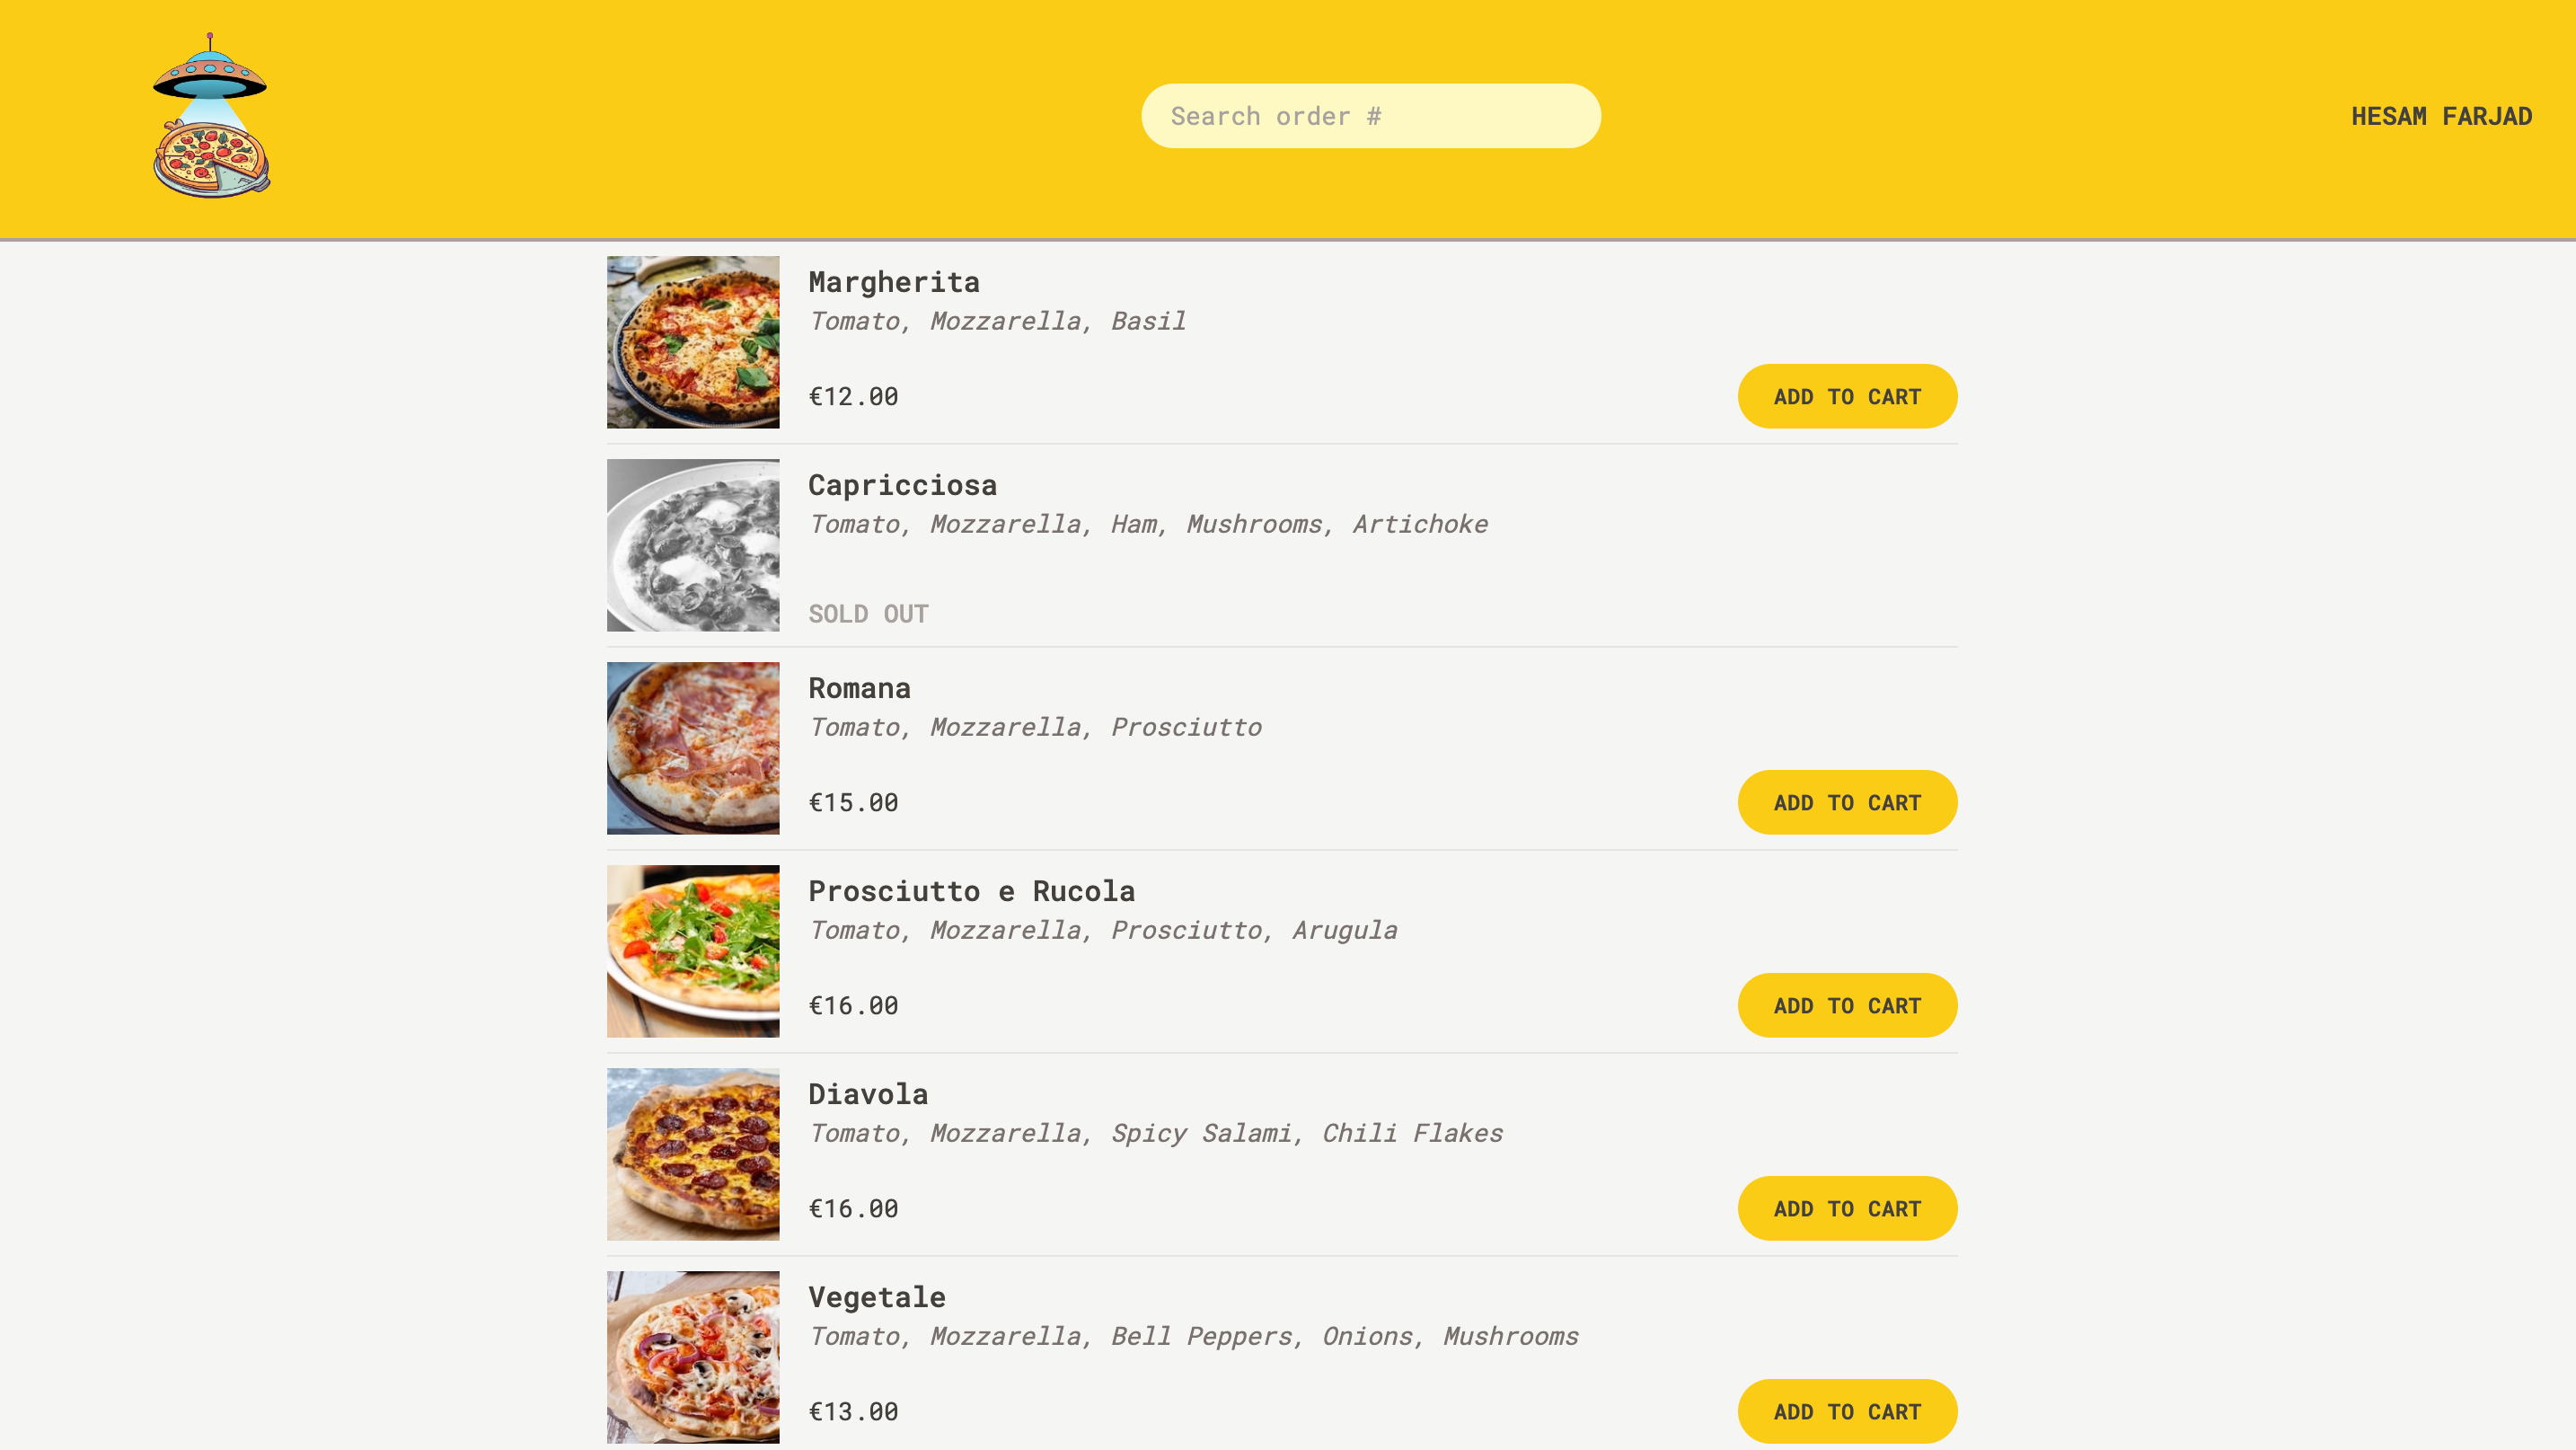 Search order #
HESAM FARJAD
Margherita
Tomato, Mozzarella, Basil
€12.00
ADD TO CART
Capricciosa
Tomato, Mozzarella, Ham, Mushrooms, Artichoke
SOLD OUT
Romana
Tomato, Mozzarella, Prosciutto
€15.00
ADD TO CART
Prosciutto e Rucola
Tomato, Mozzarella, Prosciutto, Arugula
€16.00
ADD TO CART
Diavola
Tomato, Mozzarella, Spicy Salami, Chili Flakes
€16.00
ADD TO CART
Vegetale
Tomato, Mozzarella, Bell Peppers, Onions, Mushrooms
€13.00
ADD TO CART